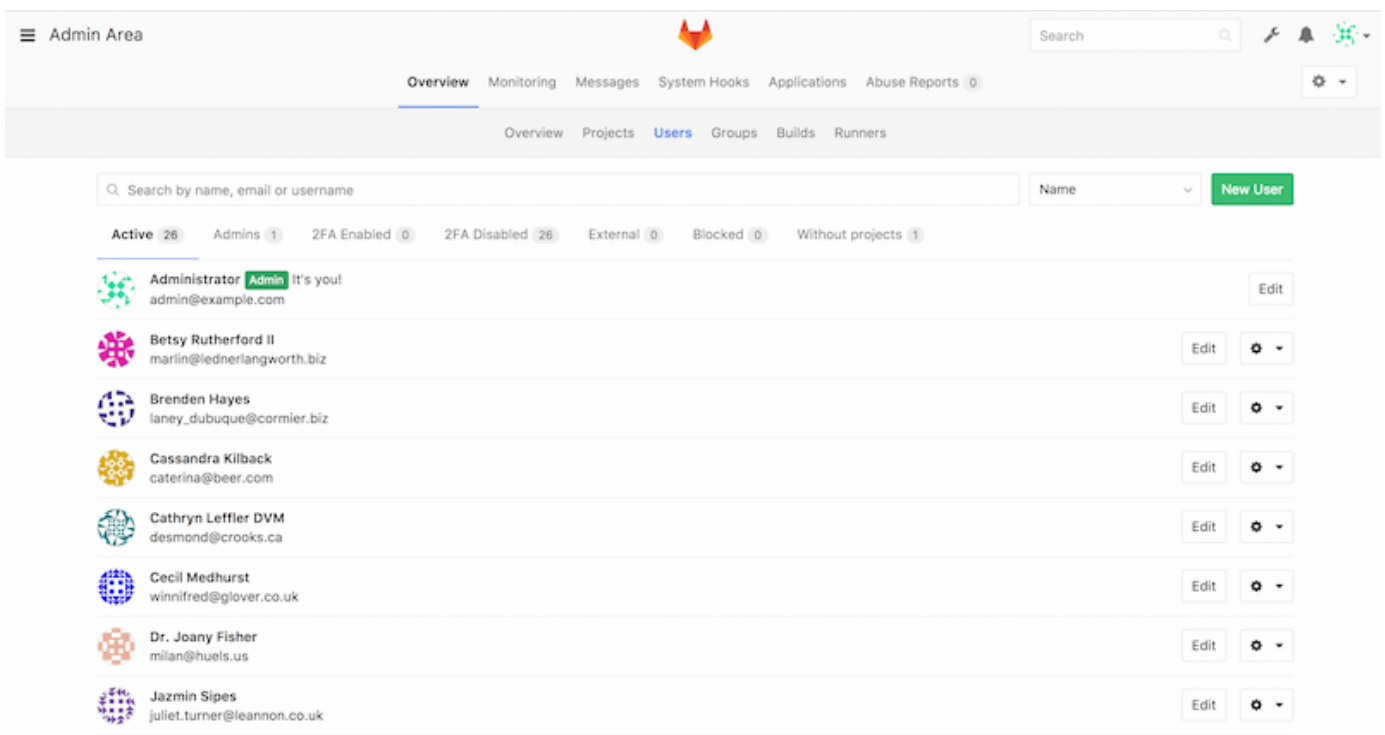 Admin Area
Search
Overview Monitoring Messages System Hooks Applications Abuse Reports 0
Overview Projects Users Groups Builds Runners
Search by name, email or username
Name
New User
Active 26 Admins 1 2FA Enabled 0 2FA Disabled 26 External 0 Blocked 0 Without projects 1
Administrator Admin It's you!
admin@example.com
Edit
Betsy Rutherford II
marlin@lednerlangworth.biz
Edit
Brenden Hayes
laney_dubuque@cormier.biz
Edit
Cassandra Kilback
caterina@beer.com
Edit
Cathryn Leffler DVM
desmond@crooks.ca
Edit
Cecil Medhurst
winnifred@glover.co.uk
Edit
Dr. Joany Fisher
milan@huels.us
Edit
Jazmin Sipes
juliet.turner@leannon.co.uk
Edit